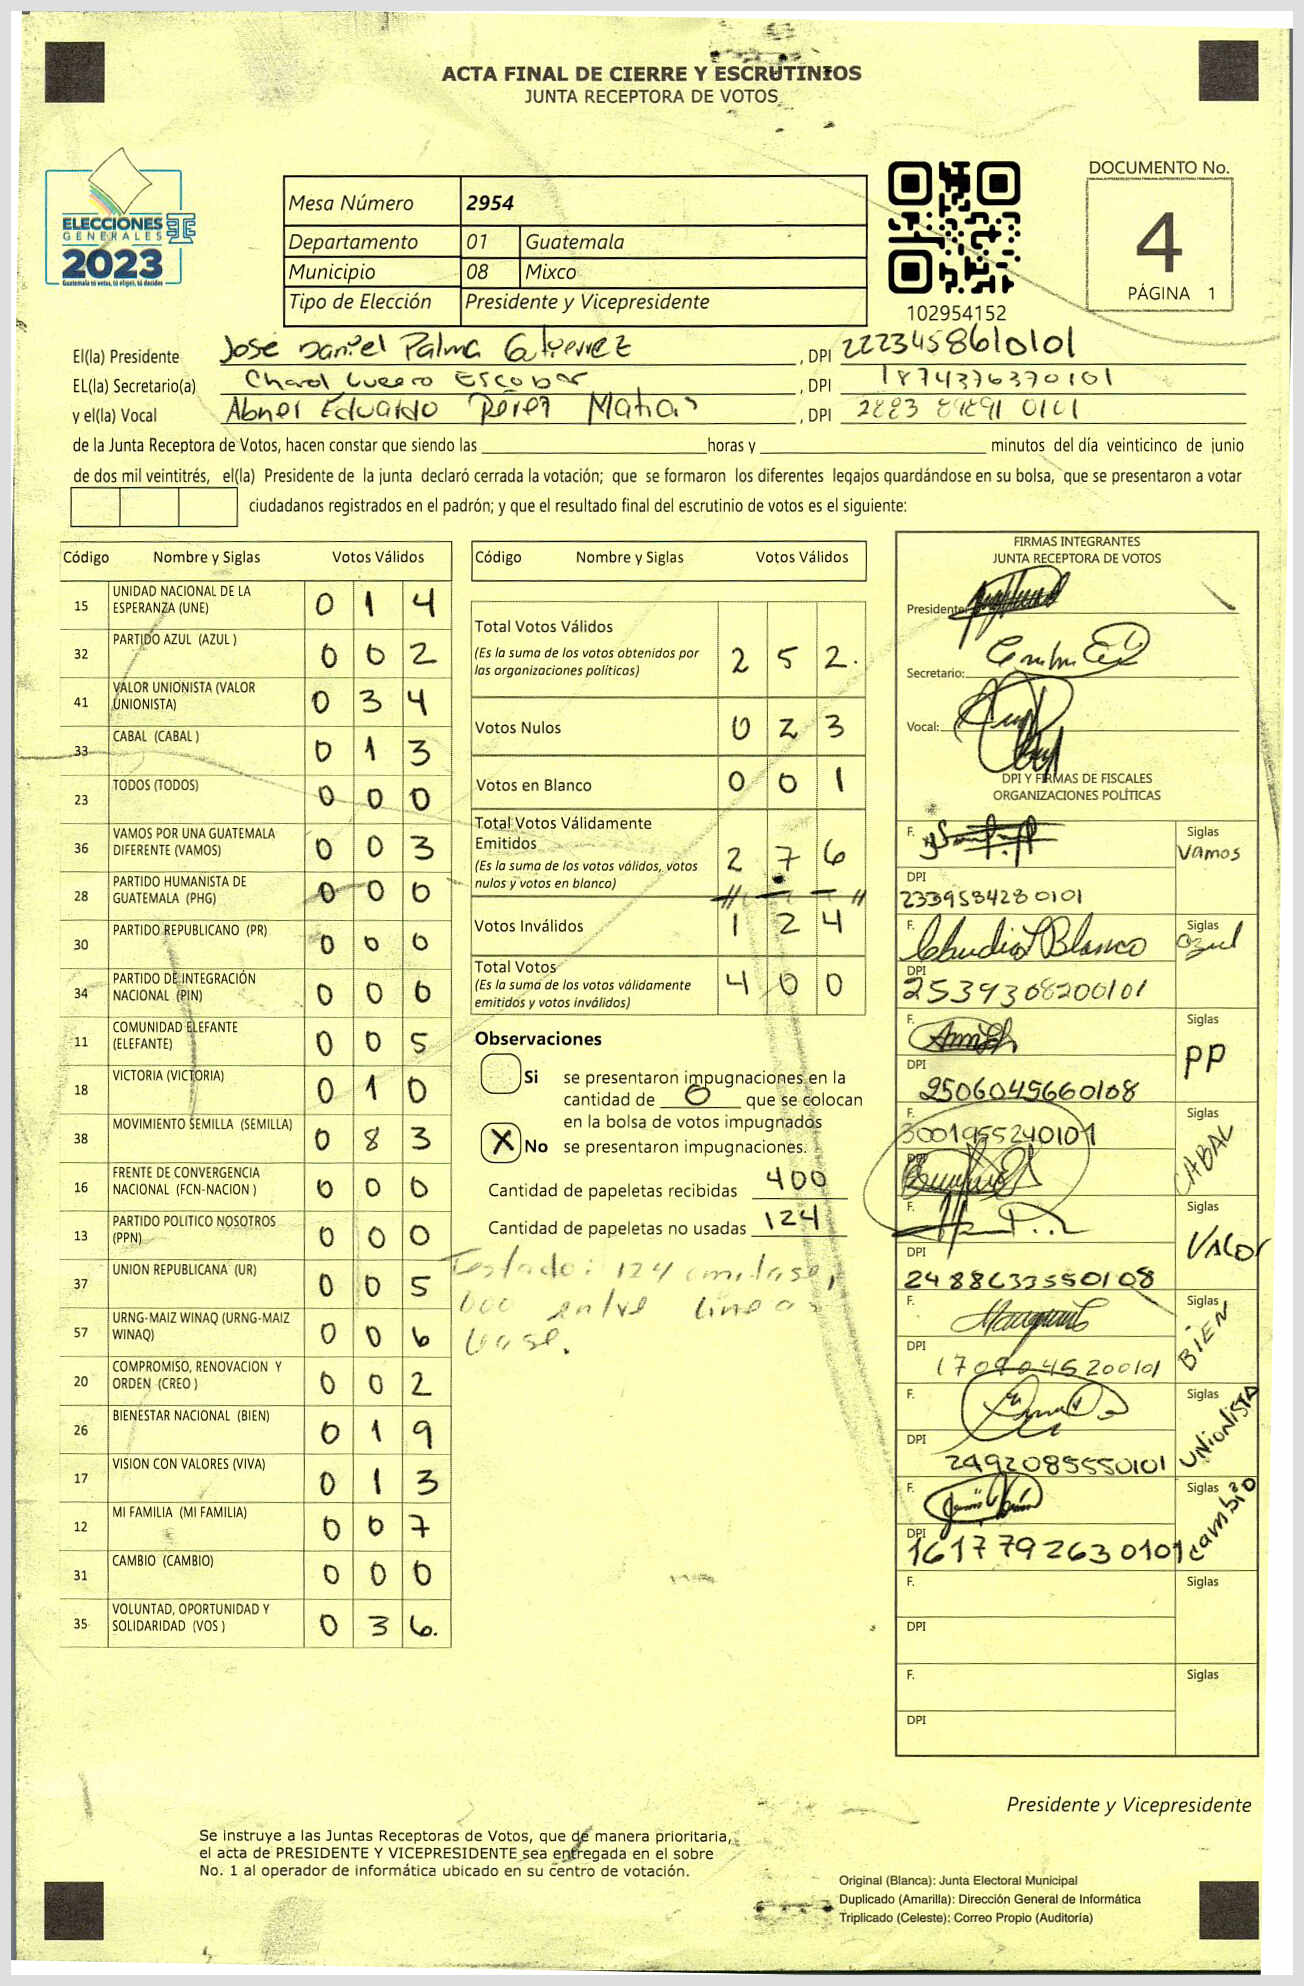 ACTA FINAL DE CIERRE Y ESCRUTINIOS
JUNTA RECEPTORA DE VOTOS
ELECCIONES
GENERALES
2023
Guatemala tú votas, tú eliges, tú decides
Mesa Número 2954
Departamento 01 Guatemala
Municipio 08 Mixco
Tipo de Elección Presidente y Vicepresidente
102954152
DOCUMENTO No.
4
PÁGINA 1
El(la) Presidente José Daniel Palma Gutierrez , DPI 2223458610101
EL(la) Secretario(a) Lucero Escobar , DPI 1874376370101
y el(la) Vocal Abner Eduardo Pérez Matias , DPI 0101
de la Junta Receptora de Votos, hacen constar que siendo las horas y minutos del día veinticinco de junio
de dos mil veintitrés, el(la) Presidente de la junta declaró cerrada la votación; que se formaron los diferentes legajos guardándose en su bolsa, que se presentaron a votar
ciudadanos registrados en el padrón; y que el resultado final del escrutinio de votos es el siguiente:
Código Nombre y Siglas Votos Válidos
15 UNIDAD NACIONAL DE LA ESPERANZA (UNE) 0 1 4
32 PARTIDO AZUL (AZUL ) 0 0 2
41 VALOR UNIONISTA (VALOR UNIONISTA) 0 3 4
33 CABAL (CABAL ) 0 1 3
23 TODOS (TODOS) 0 0 0
36 VAMOS POR UNA GUATEMALA DIFERENTE (VAMOS) 0 0 3
28 PARTIDO HUMANISTA DE GUATEMALA (PHG) 0 0 0
30 PARTIDO REPUBLICANO (PR) 0 0 0
34 PARTIDO DE INTEGRACIÓN NACIONAL (PIN) 0 0 0
11 COMUNIDAD ELEFANTE (ELEFANTE) 0 0 5
18 VICTORIA (VICTORIA) 0 1 0
38 MOVIMIENTO SEMILLA (SEMILLA) 0 8 3
16 FRENTE DE CONVERGENCIA NACIONAL (FCN-NACION ) 0 0 0
13 PARTIDO POLITICO NOSOTROS (PPN) 0 0 0
37 UNION REPUBLICANA (UR) 0 0 5
57 URNG-MAIZ WINAQ (URNG-MAIZ WINAQ) 0 0 6
20 COMPROMISO, RENOVACION Y ORDEN (CREO ) 0 0 2
26 BIENESTAR NACIONAL (BIEN) 0 1 9
17 VISION CON VALORES (VIVA) 0 1 3
12 MI FAMILIA (MI FAMILIA) 0 0 7
31 CAMBIO (CAMBIO) 0 0 0
35 VOLUNTAD, OPORTUNIDAD Y SOLIDARIDAD (VOS ) 0 3 6.
Código Nombre y Siglas Votos Válidos
Total Votos Válidos 2 5 2.
(Es la suma de los votos obtenidos por
las organizaciones políticas)
Votos Nulos 0 2 3
Votos en Blanco 0 0 1
Total Votos Válidamente
Emitidos 2 7 6
(Es la suma de los votos válidos, votos
nulos y votos en blanco)
Votos Inválidos 1 2 4
Total Votos 4 0 0
(Es la suma de los votos válidamente
emitidos y votos inválidos)
Observaciones
Si se presentaron impugnaciones en la
cantidad de 0 que se colocan
en la bolsa de votos impugnados
X No se presentaron impugnaciones.
Cantidad de papeletas recibidas 400
Cantidad de papeletas no usadas 124
Testado: 124 omitase,
000 entre lineas
FIRMAS INTEGRANTES
JUNTA RECEPTORA DE VOTOS
Presidente:
Secretario:
Vocal:
DPI Y FIRMAS DE FISCALES
ORGANIZACIONES POLÍTICAS
F. Siglas Vamos
DPI 2339534280101
F. Claudia L Blanco Siglas azul
DPI 2539308200101
F. Siglas PP
DPI 2506045660108
F. 3001955240101 CABAL
DPI
F. Siglas VALOR
DPI 2488633550108
F. Siglas BIEN
DPI 1709045200101
F. Siglas UNIONISTA
DPI 2492085550101
F. Siglas cambio
DPI 1617792630101
F. Siglas
DPI
F. Siglas
DPI
Presidente y Vicepresidente
Se instruye a las Juntas Receptoras de Votos, que de manera prioritaria,
el acta de PRESIDENTE Y VICEPRESIDENTE sea entregada en el sobre
No. 1 al operador de informática ubicado en su centro de votación.
Original (Blanca): Junta Electoral Municipal
Duplicado (Amarilla): Dirección General de Informática
Triplicado (Celeste): Correo Propio (Auditoría)